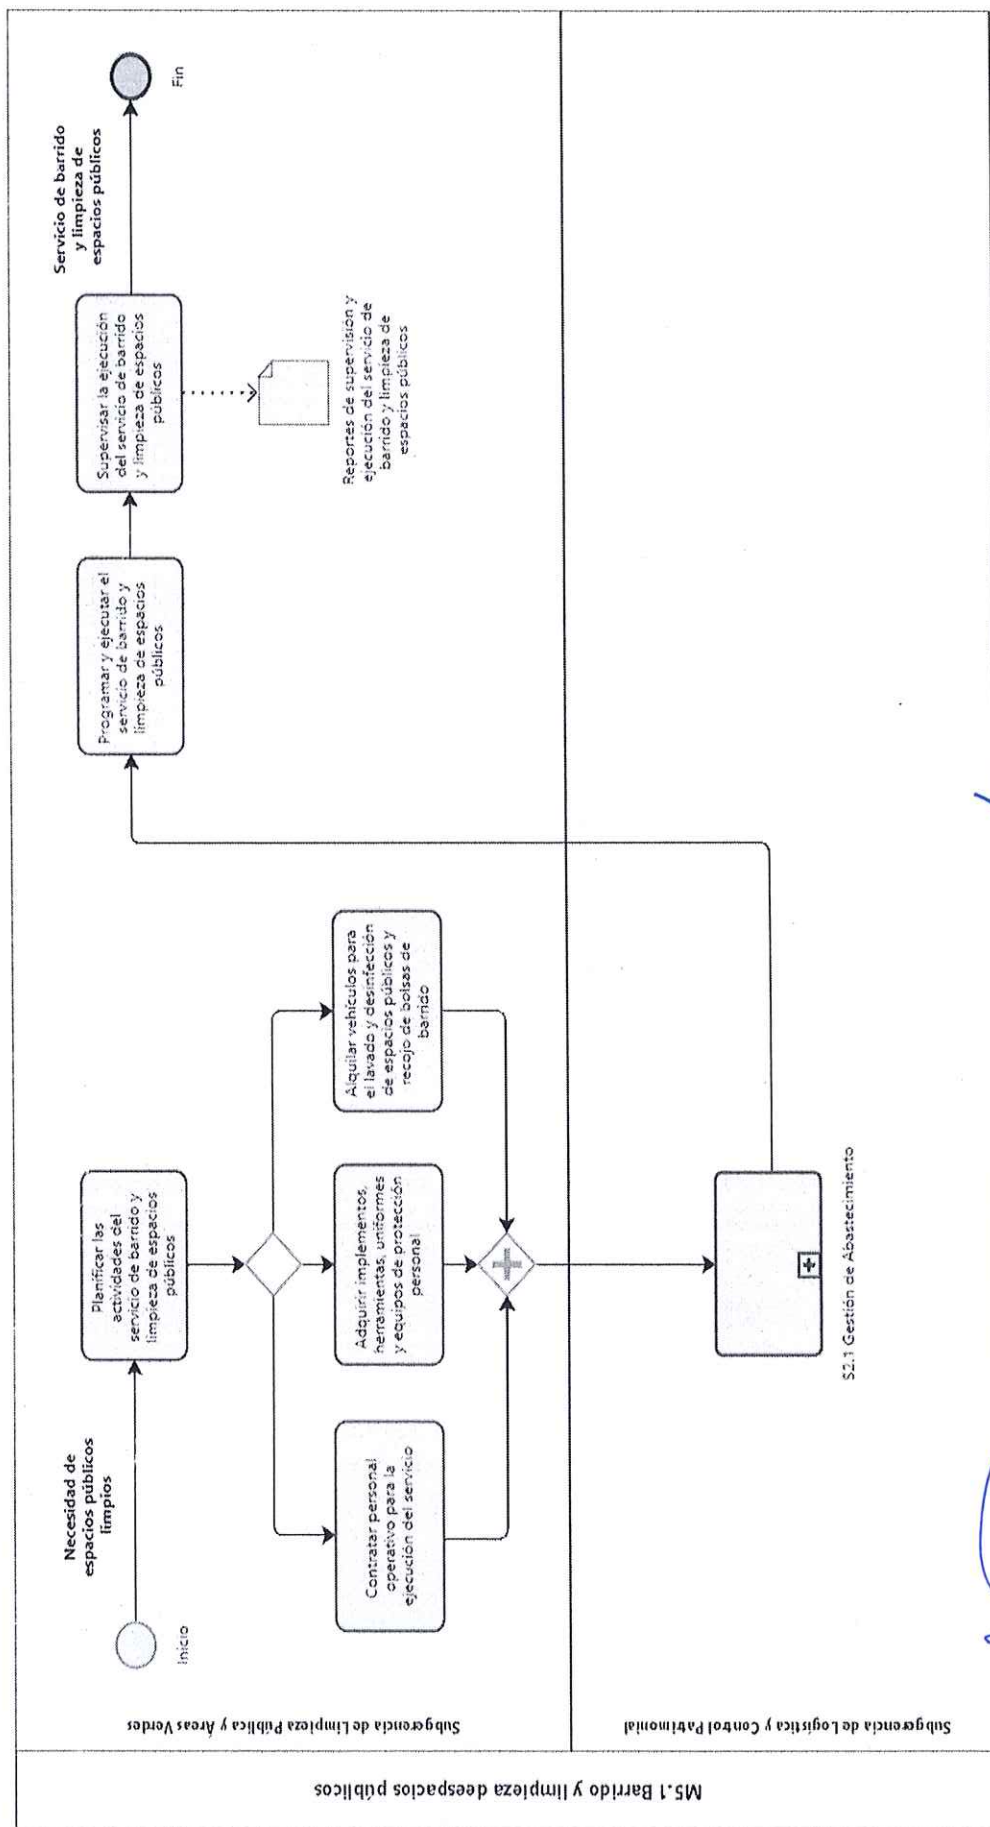 M5.1 Barrido y limpieza deespacios públicos
Subgerencia de Limpieza Pública y Áreas Verdes
Subgerencia de Logística y Control Patrimonial
Inicio
Necesidad de
espacios públicos
limpios
Planificar las
actividades del
servicio de barrido y
limpieza de espacios
públicos
Contratar personal
operativo para la
ejecución del servicio
Adquirir implementos,
herramientas, uniformes
y equipos de protección
personal
Alquilar vehículos para
el lavado y desinfección
de espacios públicos y
recojo de bolsas de
barrido
S2.1 Gestión de Abastecimiento
Programar y ejecutar el
servicio de barrido y
limpieza de espacios
públicos
Supervisar la ejecución
del servicio de barrido
y limpieza de espacios
públicos
Reportes de supervisión y
ejecución del servicio de
barrido y limpieza de
espacios públicos
Servicio de barrido
y limpieza de
espacios públicos
Fin